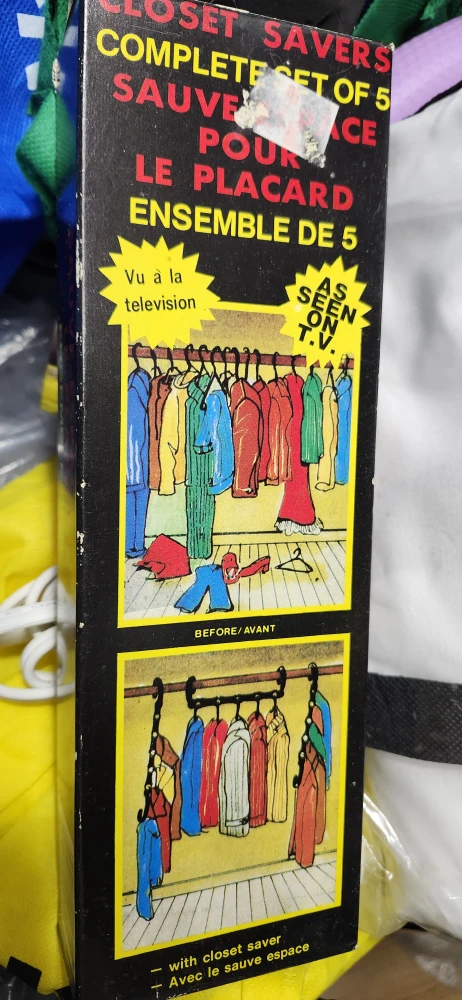 CLOSET SAVERS
COMPLETE SET OF 5
POUR
LE PLACARD
ENSEMBLE DE 5
Vu à la
television
AS
SEEN
ON
T.V.
BEFORE/AVANT
— with closet saver
— Avec le sauve espace